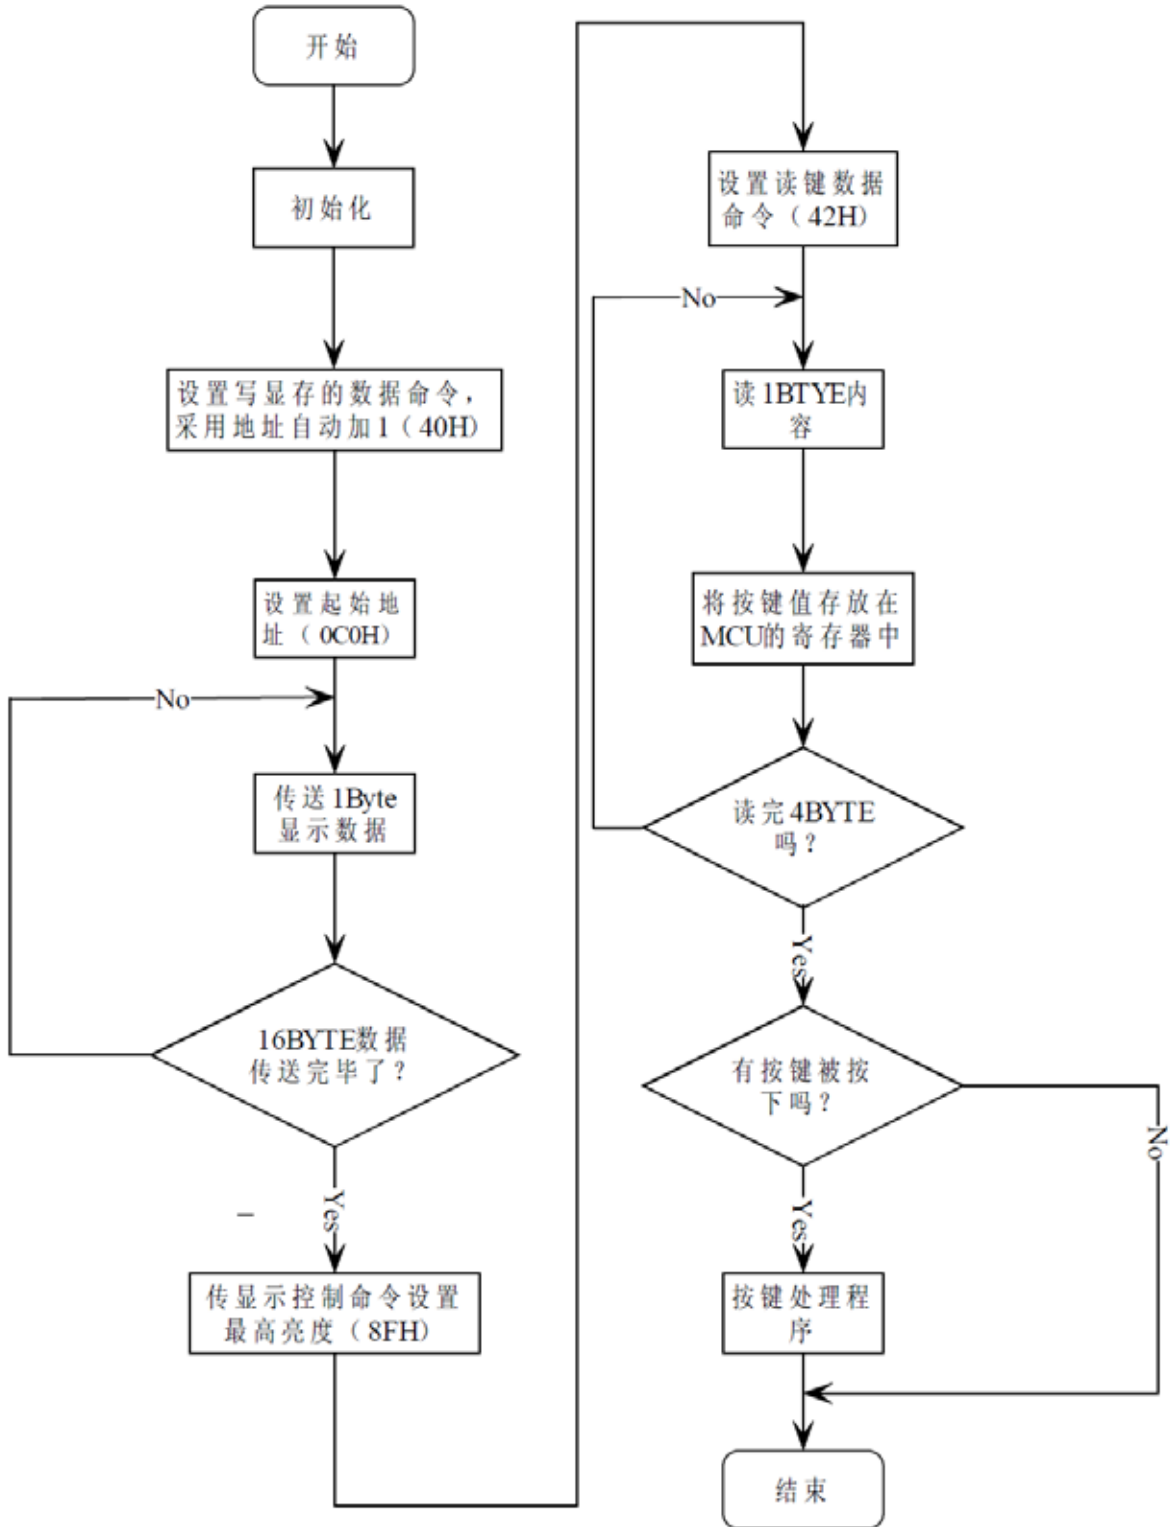 开始
初始化
设置写显存的数据命令，
采用地址自动加1（40H）
设置起始地
址（0C0H）
No
传送1Byte
显示数据
16BYTE数据
传送完毕了？
Yes
传显示控制命令设置
最高亮度（8FH）
设置读键数据
命令（42H）
No
读1BTYE内
容
将按键值存放在
MCU的寄存器中
读完4BYTE
吗？
Yes
有按键被按
下吗？
No
Yes
按键处理程
序
结束